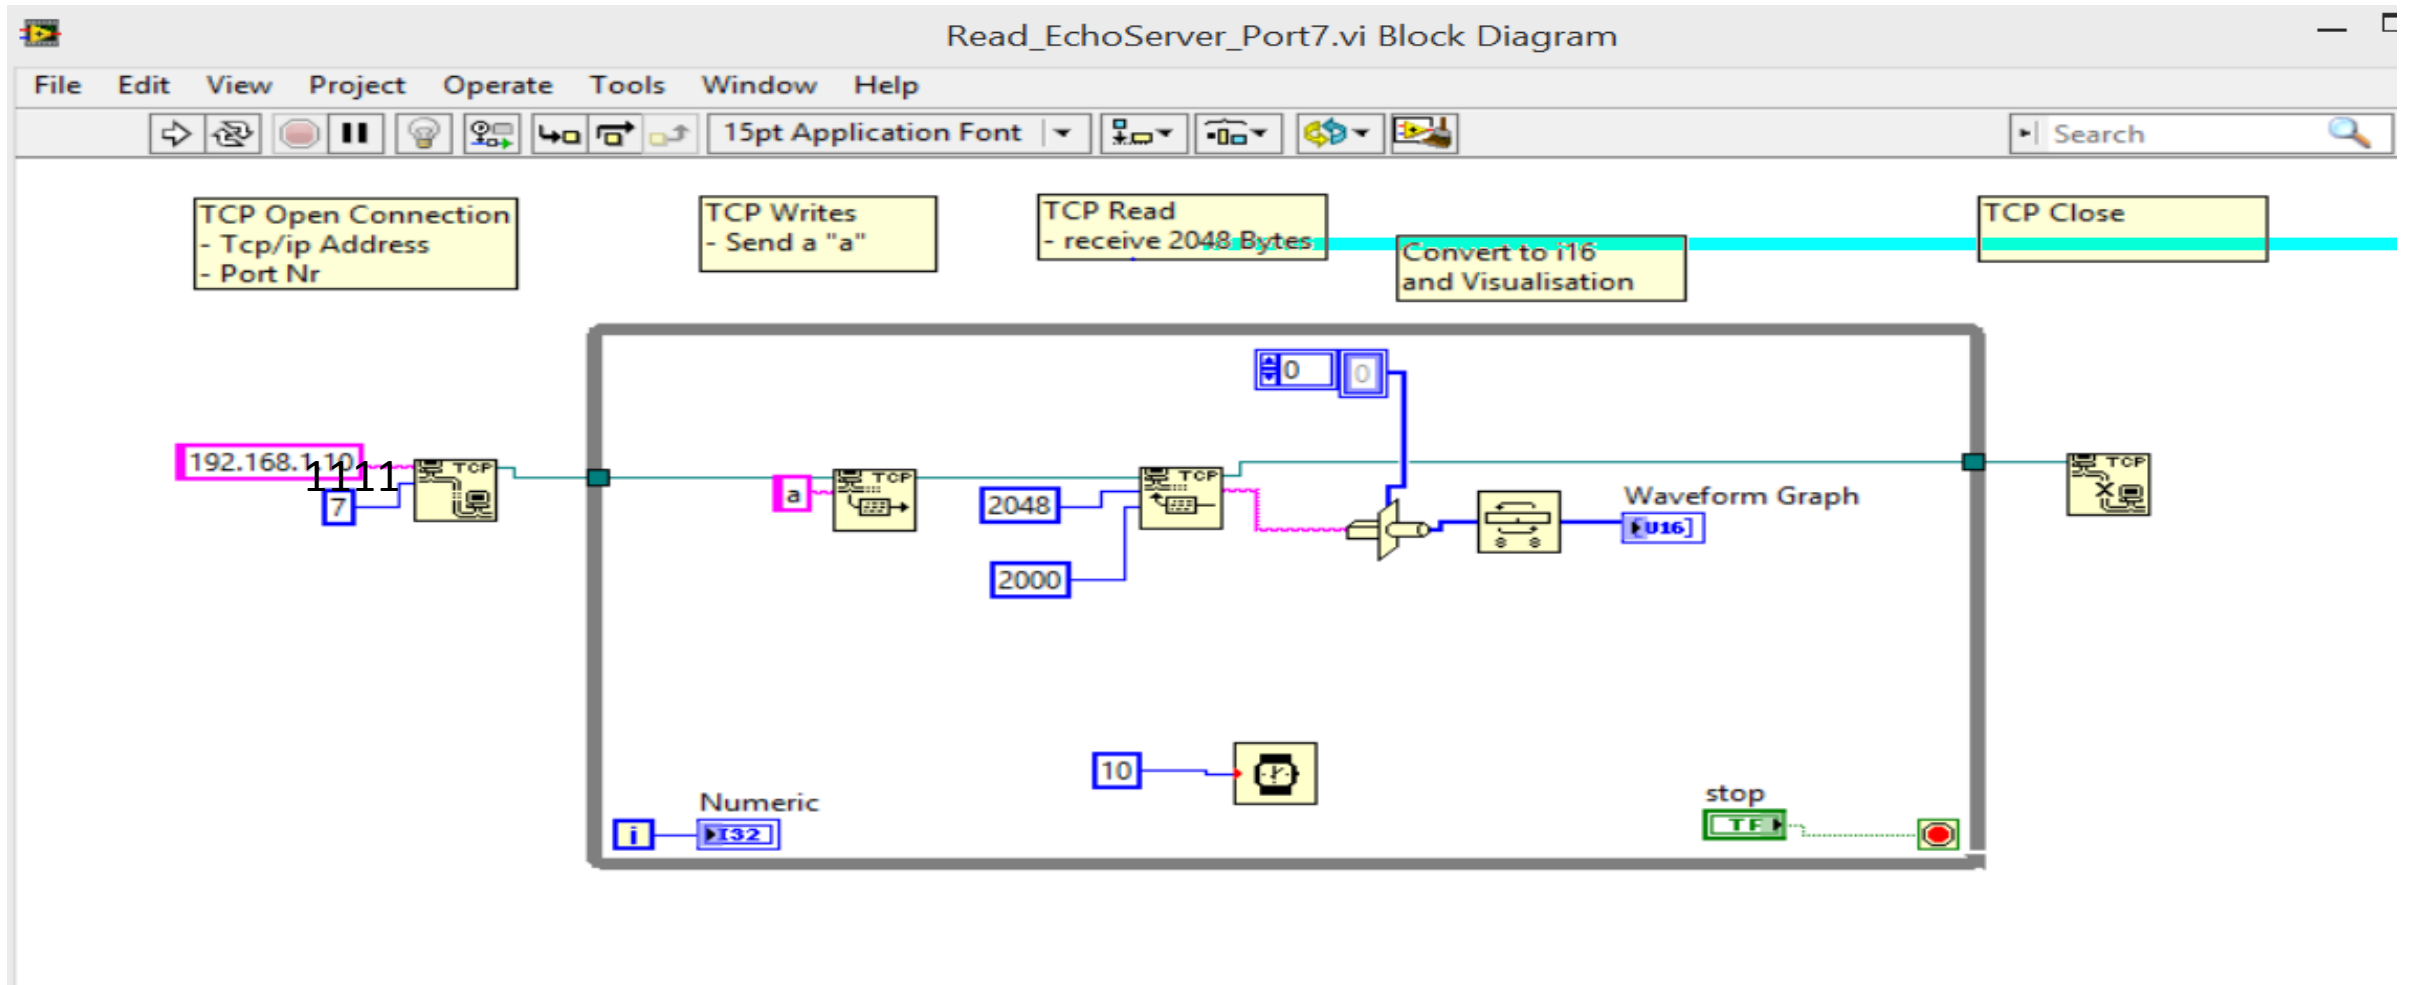 Read_EchoServer_Port7.vi Block Diagram
File Edit View Project Operate Tools Window Help
15pt Application Font
Search
TCP Open Connection
- Tcp/ip Address
- Port Nr
TCP Writes
- Send a "a"
TCP Read
- receive 2048 Bytes
Convert to i16
and Visualisation
TCP Close
0 0
192.168.1.10
1111
7
TCP
a
TCP
2048
2000
TCP
Waveform Graph
[U16]
TCP
10
Numeric
i
I32
stop
TF